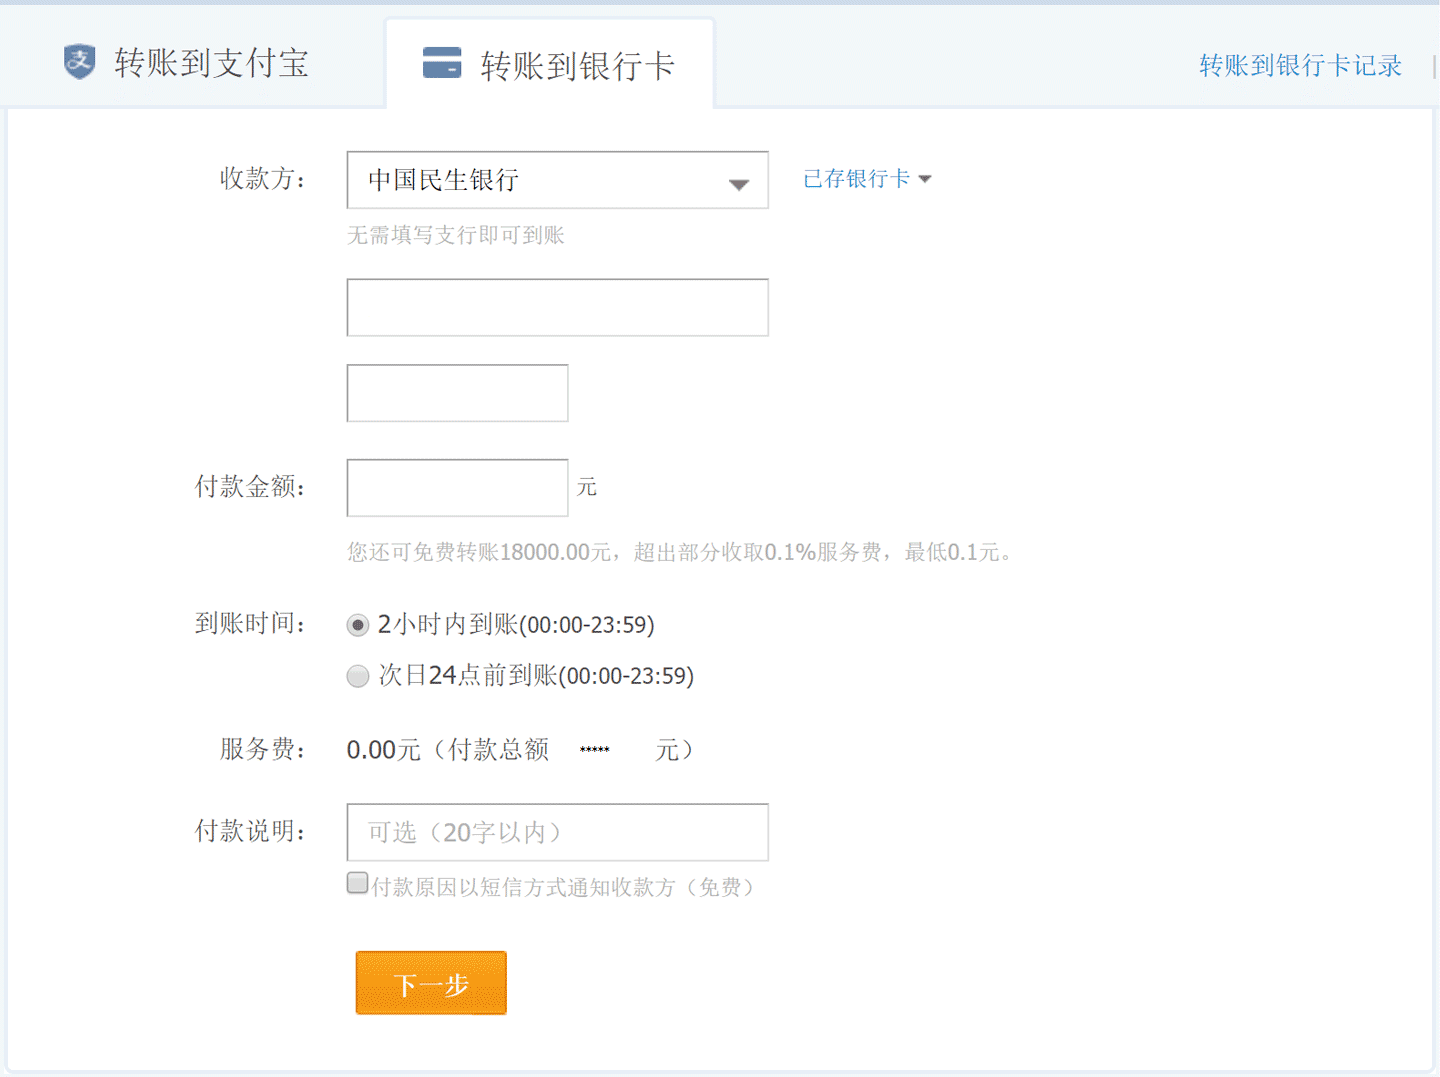 支 转账到支付宝
转账到银行卡
转账到银行卡记录 |
收款方： 中国民生银行 已存银行卡
无需填写支行即可到账
付款金额： 元
您还可免费转账18000.00元，超出部分收取0.1%服务费，最低0.1元。
到账时间： 2小时内到账(00:00-23:59)
次日24点前到账(00:00-23:59)
服务费： 0.00元（付款总额 ***** 元）
付款说明： 可选（20字以内）
付款原因以短信方式通知收款方（免费）
下一步